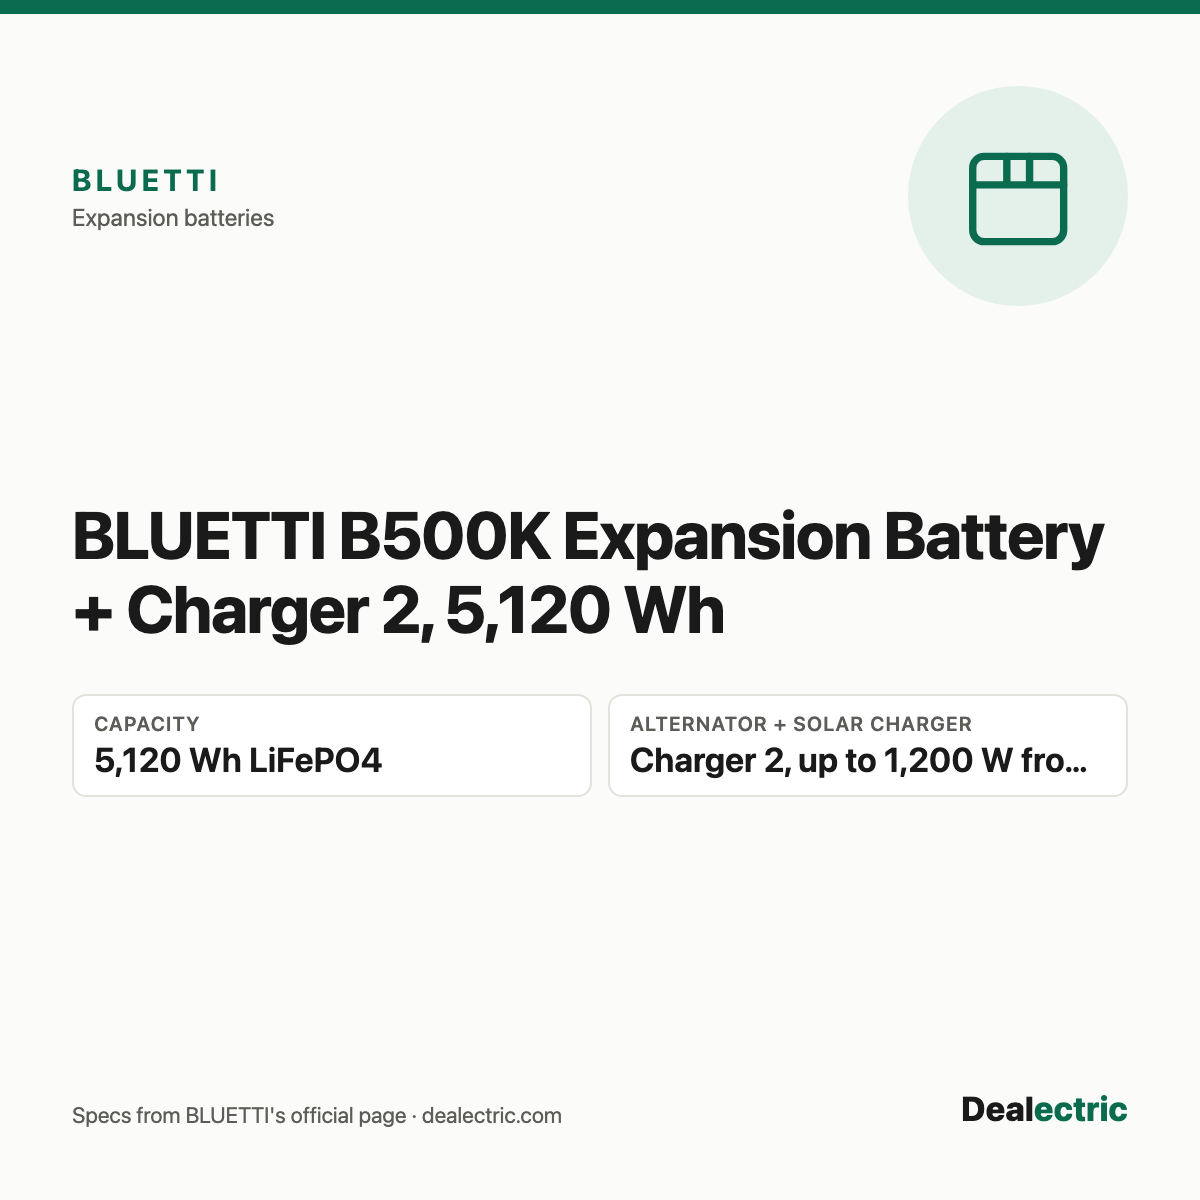 BLUETTI
Expansion batteries
BLUETTI B500K Expansion Battery
+ Charger 2, 5,120 Wh
CAPACITY
5,120 Wh LiFePO4
ALTERNATOR + SOLAR CHARGER
Charger 2, up to 1,200 W fro...
Specs from BLUETTI's official page · dealectric.com
Dealectric